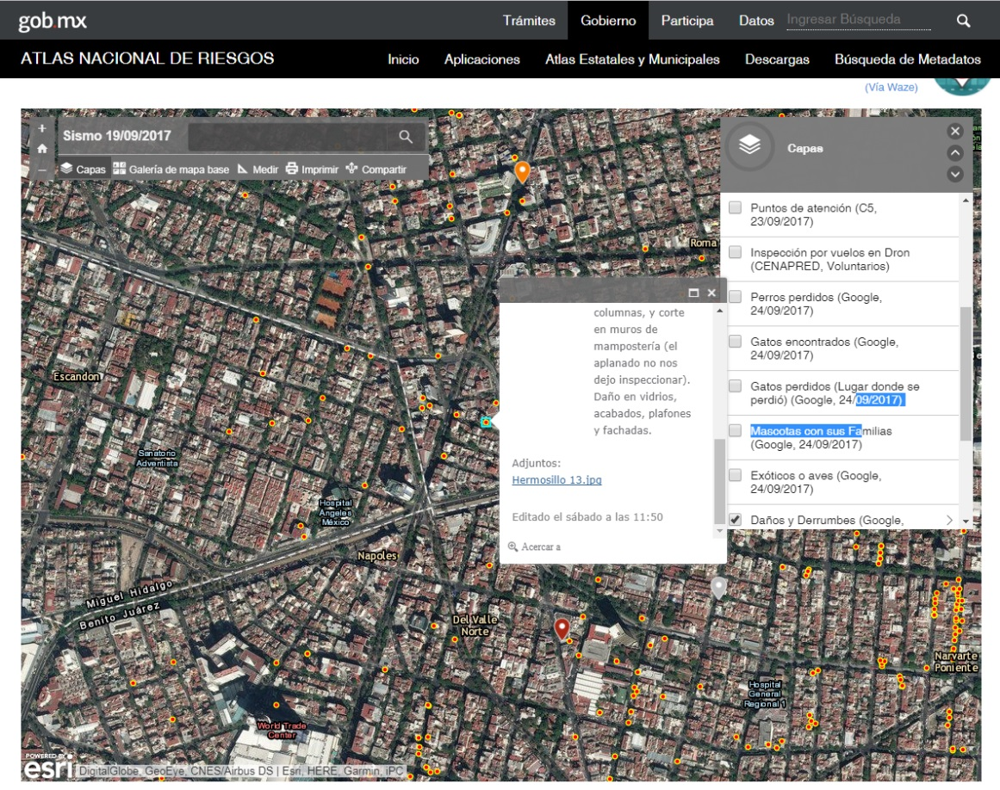 gob.mx
Trámites
Gobierno
Participa
Datos
Ingresar Búsqueda
ATLAS NACIONAL DE RIESGOS
Inicio
Aplicaciones
Atlas Estatales y Municipales
Descargas
Búsqueda de Metadatos
(Vía Waze)
+
−
Sismo 19/09/2017
Capas
Galería de mapa base
Medir
Imprimir
Compartir
Capas
Puntos de atención (C5,
23/09/2017)
Inspección por vuelos en Dron
(CENAPRED, Voluntarios)
Perros perdidos (Google,
24/09/2017)
Gatos encontrados (Google,
24/09/2017)
Gatos perdidos (Lugar donde se
perdió) (Google, 24/09/2017)
Mascotas con sus Familias
(Google, 24/09/2017)
Exóticos o aves (Google,
24/09/2017)
Daños y Derrumbes (Google,
columnas, y corte
en muros de
mampostería (el
aplanado no nos
dejo inspeccionar).
Daño en vidrios,
acabados, plafones
y fachadas.
Adjuntos:
Hermosillo 13.jpg
Editado el sábado a las 11:50
Acercar a
Roma
Escandon
Sanatorio
Adventista
Hospital
Angeles
México
Napoles
Miguel Hidalgo
Benito Juárez
Del Valle
Norte
Narvarte
Poniente
Hospital
General
Regional 1
World Trade
Center
POWERED BY
esri
DigitalGlobe, GeoEye, CNES/Airbus DS | Esri, HERE, Garmin, iPC